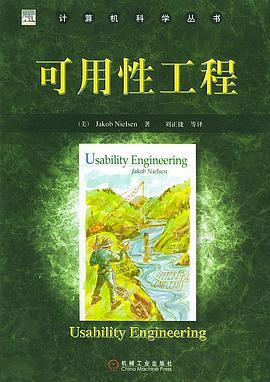 计算机科学丛书
可用性工程
(美) Jakob Nielsen 著 刘正捷 等译
Usability Engineering
Jakob Nielsen
Usability Engineering
机械工业出版社
China Machine Press